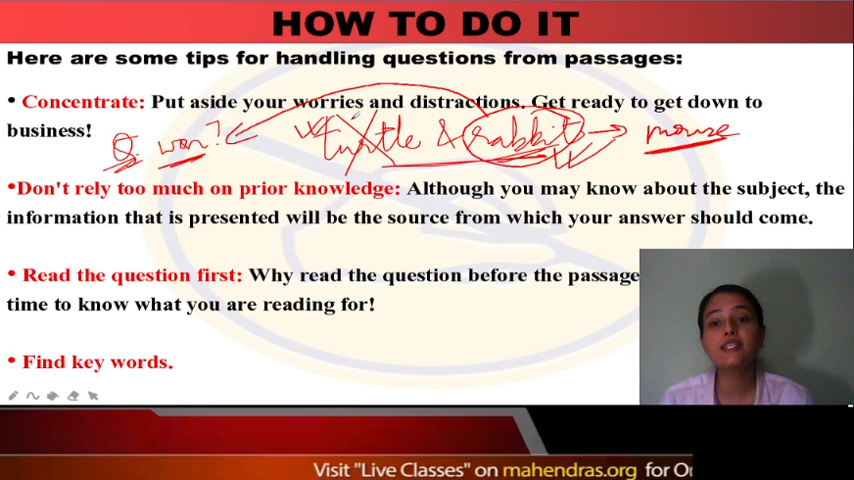 HOW TO DO IT
Here are some tips for handling questions from passages:
• Concentrate: Put aside your worries and distractions. Get ready to get down to
business!
Q. won? turtle & rabbit mouse
•Don't rely too much on prior knowledge: Although you may know about the subject, the
information that is presented will be the source from which your answer should come.
• Read the question first: Why read the question before the passage
time to know what you are reading for!
• Find key words.
Visit "Live Classes" on mahendras.org for On